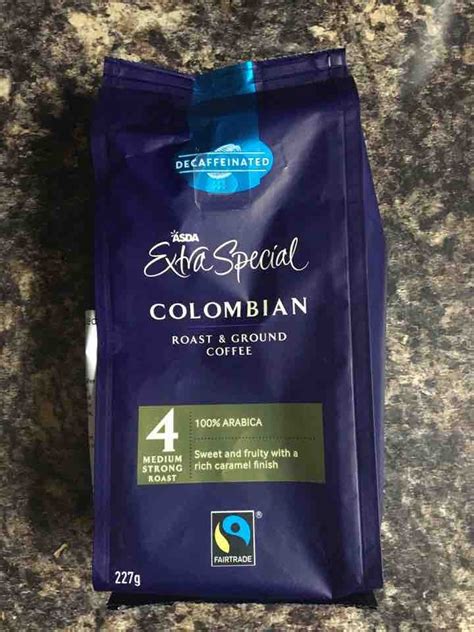 DECAFFEINATED
ASDA
Extra Special
COLOMBIAN
ROAST & GROUND
COFFEE
4
MEDIUM
STRONG
ROAST
100% ARABICA
Sweet and fruity with a
rich caramel finish
®
FAIRTRADE
227g